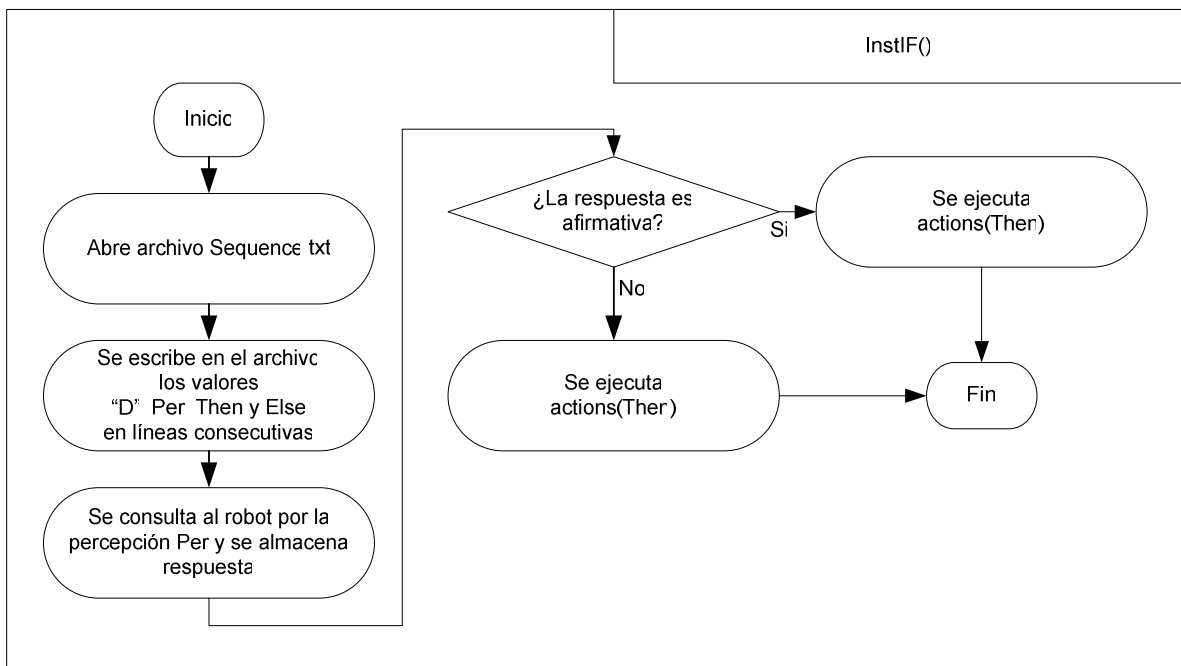 InstIF()
Inicio
Abre archivo Sequence txt
Se escribe en el archivo
los valores
“D” Per Then y Else
en líneas consecutivas
Se consulta al robot por la
percepción Per y se almacena
respuesta
¿La respuesta es
afirmativa?
Si
No
Se ejecuta
actions(Then)
Se ejecuta
actions(Then)
Fin